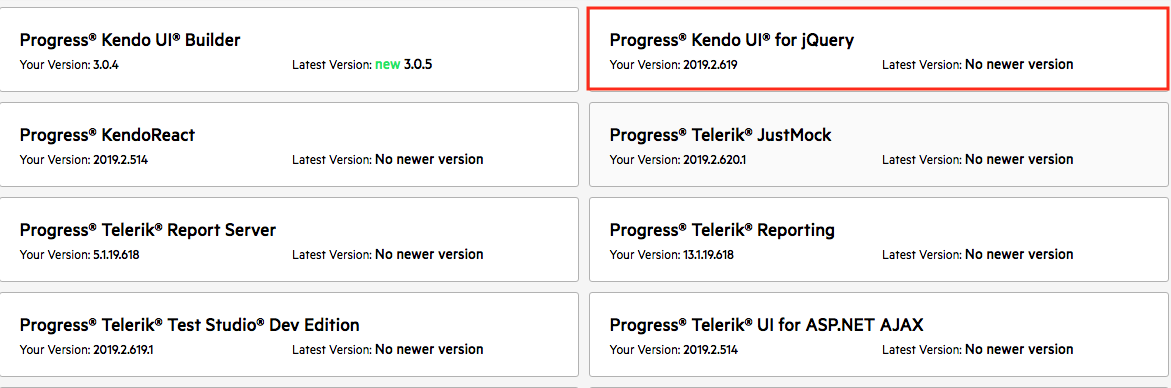 Progress® Kendo UI® Builder
Your Version: 3.0.4 Latest Version: new 3.0.5
Progress® Kendo UI® for jQuery
Your Version: 2019.2.619 Latest Version: No newer version
Progress® KendoReact
Your Version: 2019.2.514 Latest Version: No newer version
Progress® Telerik® JustMock
Your Version: 2019.2.620.1 Latest Version: No newer version
Progress® Telerik® Report Server
Your Version: 5.1.19.618 Latest Version: No newer version
Progress® Telerik® Reporting
Your Version: 13.1.19.618 Latest Version: No newer version
Progress® Telerik® Test Studio® Dev Edition
Your Version: 2019.2.619.1 Latest Version: No newer version
Progress® Telerik® UI for ASP.NET AJAX
Your Version: 2019.2.514 Latest Version: No newer version